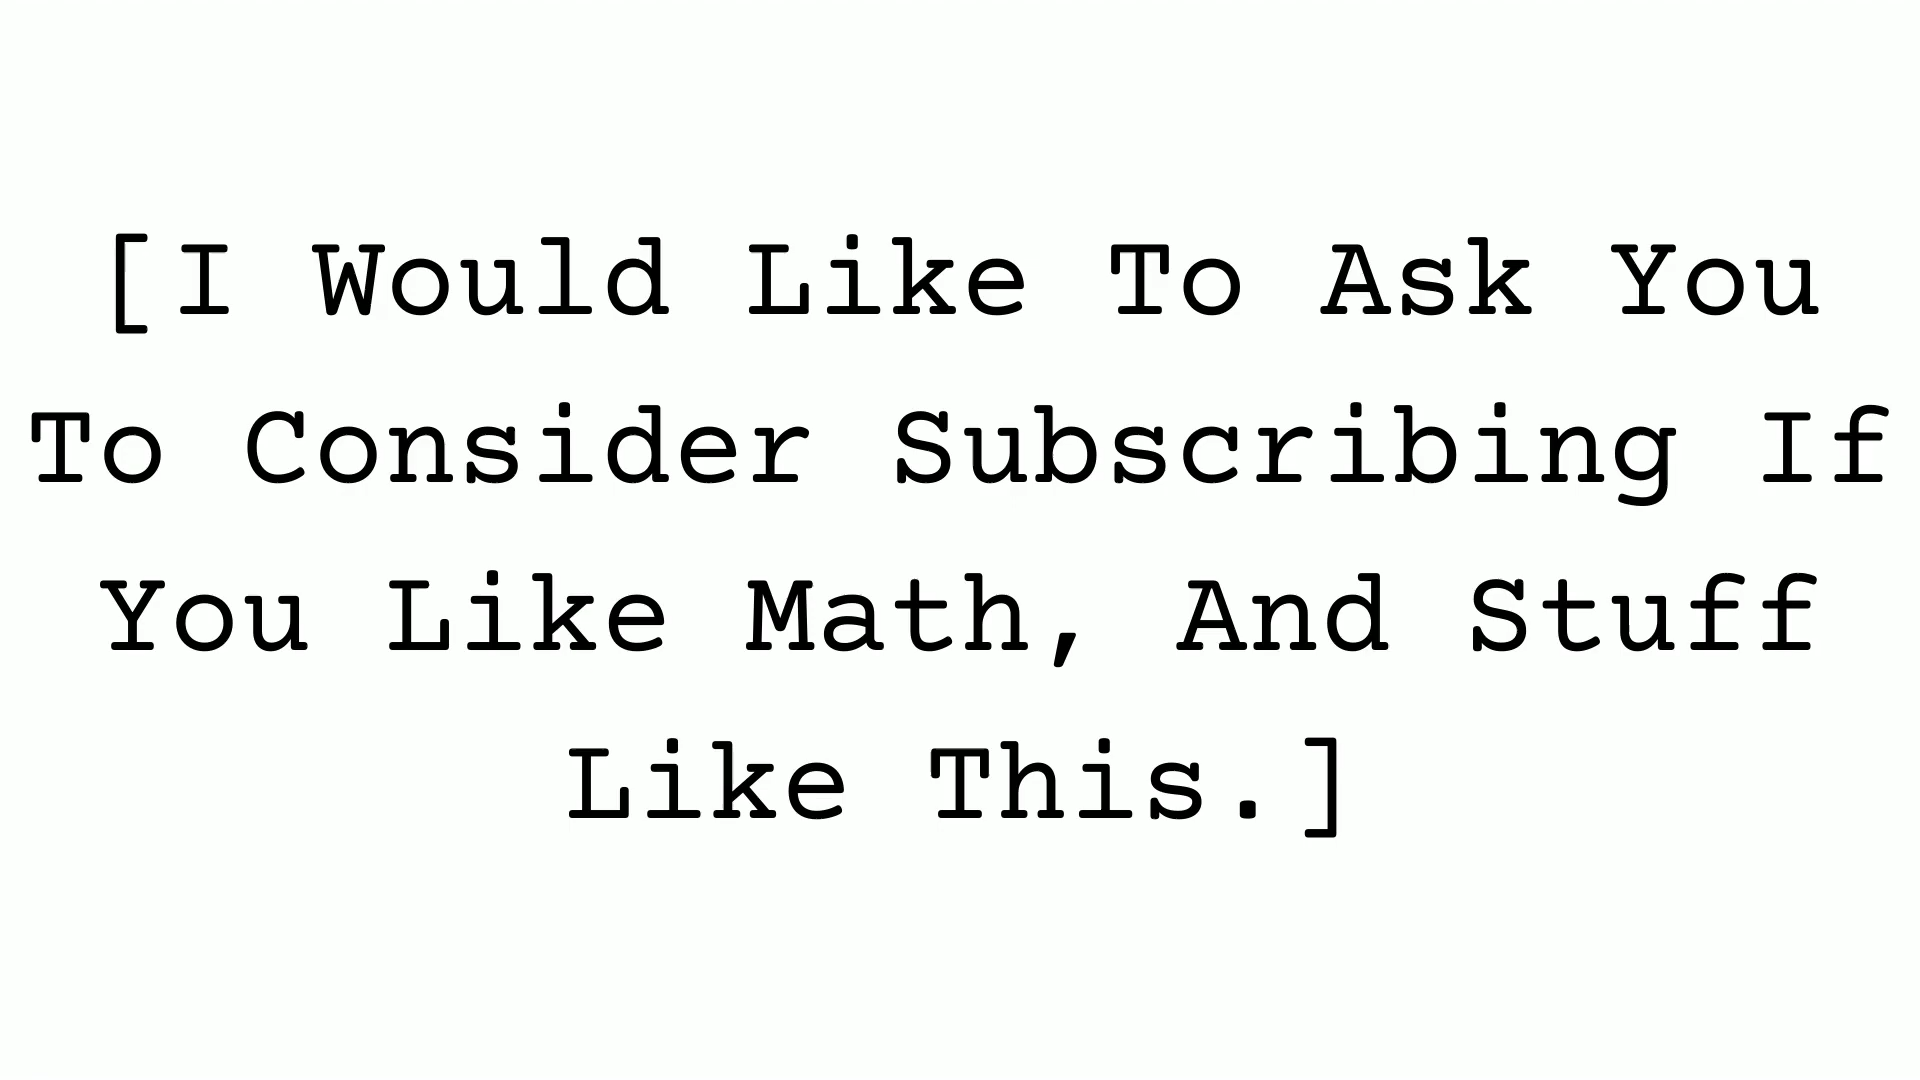 [I Would Like To Ask You
To Consider Subscribing If
You Like Math, And Stuff
Like This.]